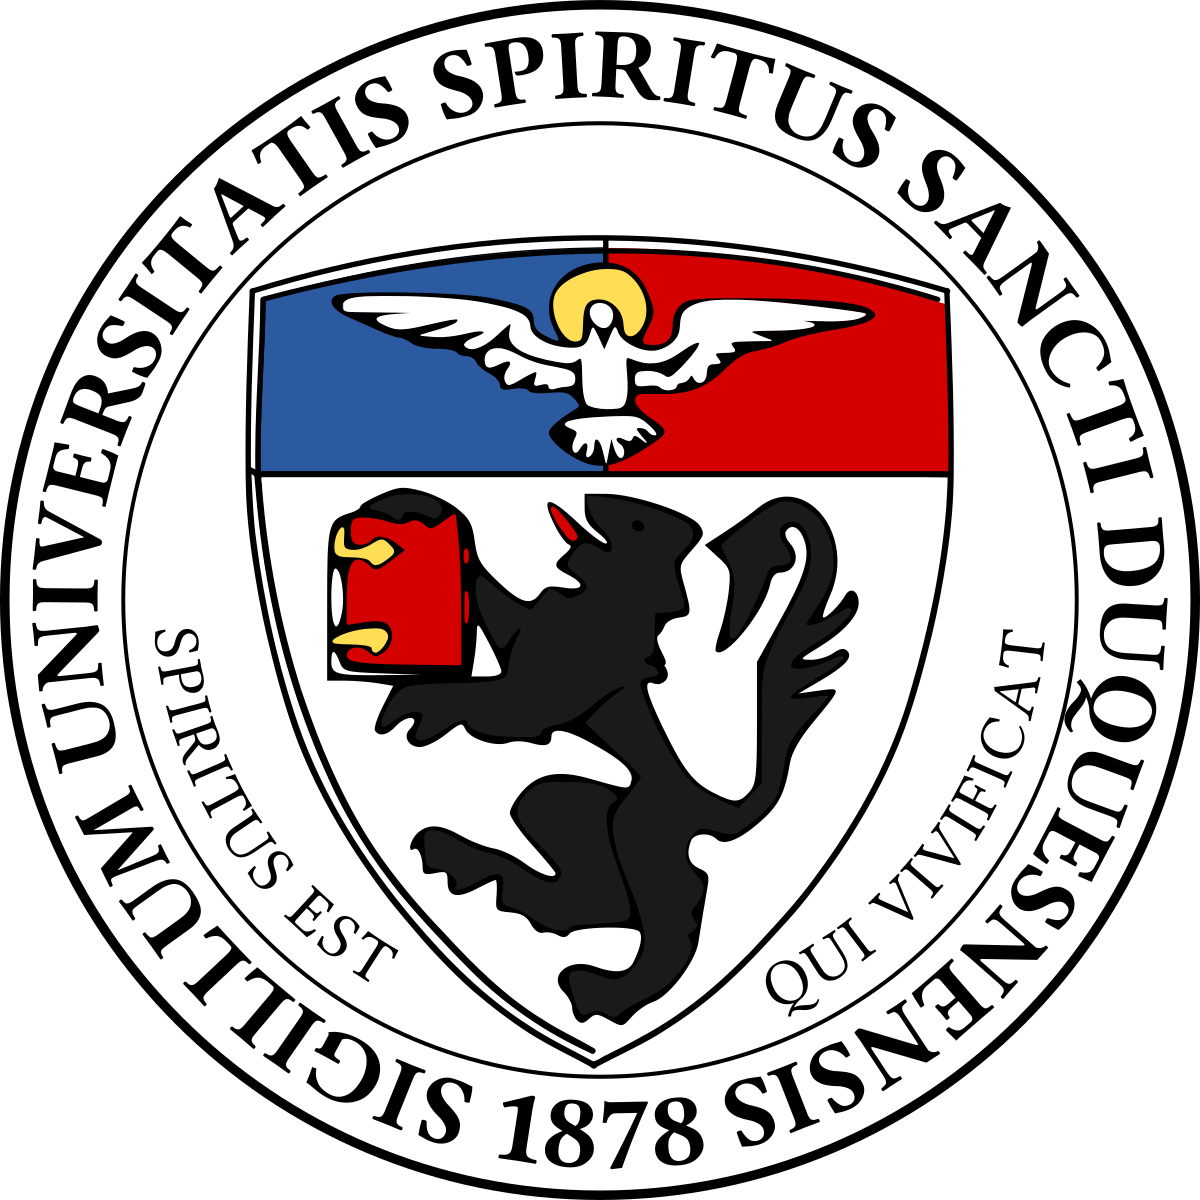 SIGILLUM UNIVERSITATIS SPIRITUS SANCTI DUQUESNENSIS
1878
SPIRITUS EST
QUI VIVIFICAT